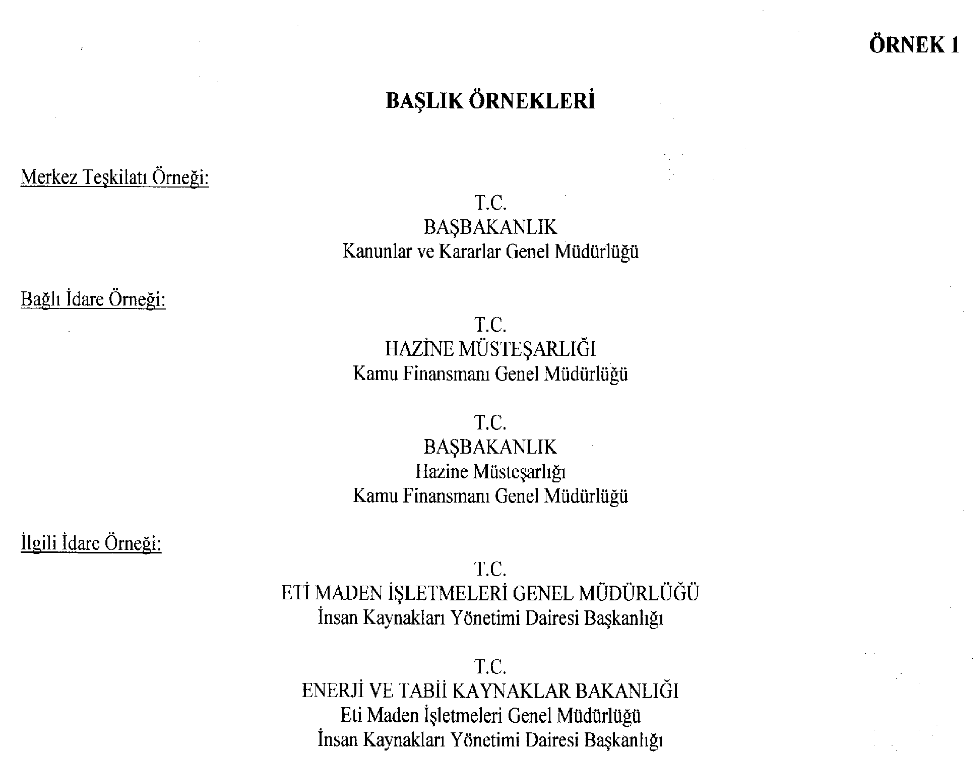 ÖRNEK 1
BAŞLIK ÖRNEKLERİ
Merkez Teşkilatı Örneği:
T.C.
BAŞBAKANLIK
Kanunlar ve Kararlar Genel Müdürlüğü
Bağlı İdare Örneği:
T.C.
HAZİNE MÜSTEŞARLIĞI
Kamu Finansmanı Genel Müdürlüğü
T.C.
BAŞBAKANLIK
Hazine Müsteşarlığı
Kamu Finansmanı Genel Müdürlüğü
İlgili İdare Örneği:
T.C.
ETİ MADEN İŞLETMELERİ GENEL MÜDÜRLÜĞÜ
İnsan Kaynakları Yönetimi Dairesi Başkanlığı
T.C.
ENERJİ VE TABİİ KAYNAKLAR BAKANLIĞI
Eti Maden İşletmeleri Genel Müdürlüğü
İnsan Kaynakları Yönetimi Dairesi Başkanlığı